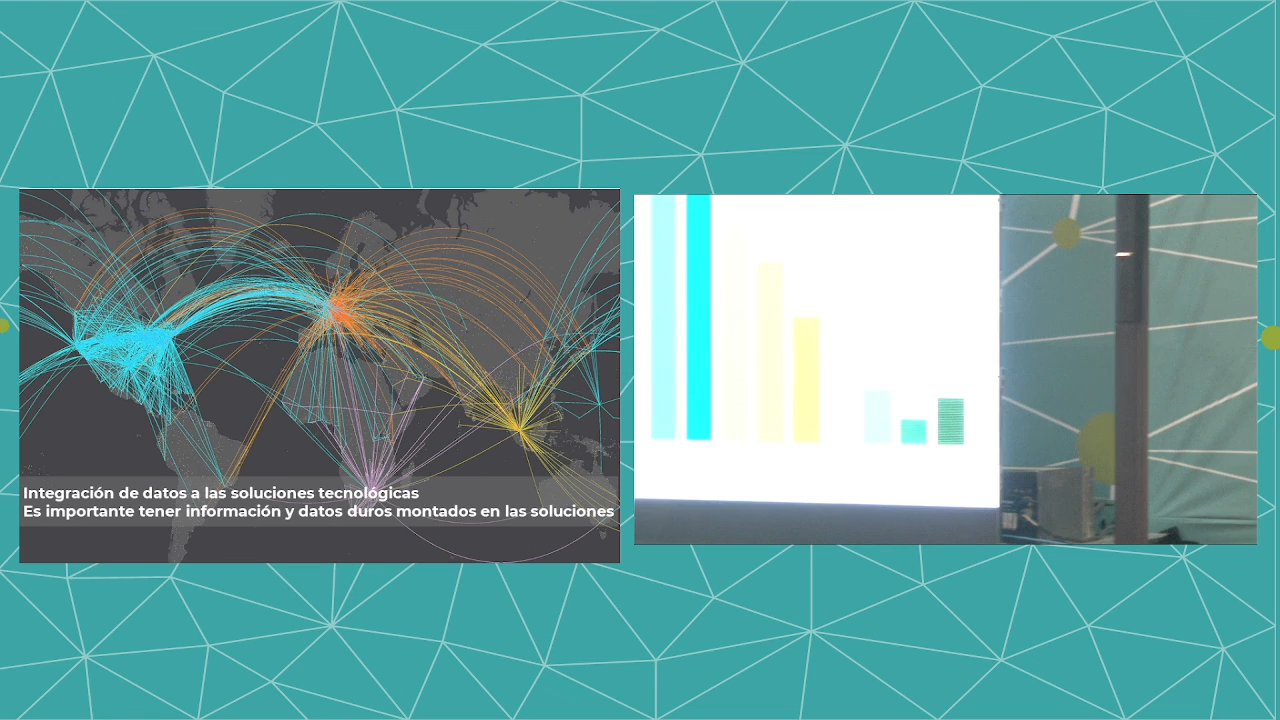 Integración de datos a las soluciones tecnológicas
Es importante tener información y datos duros montados en las soluciones